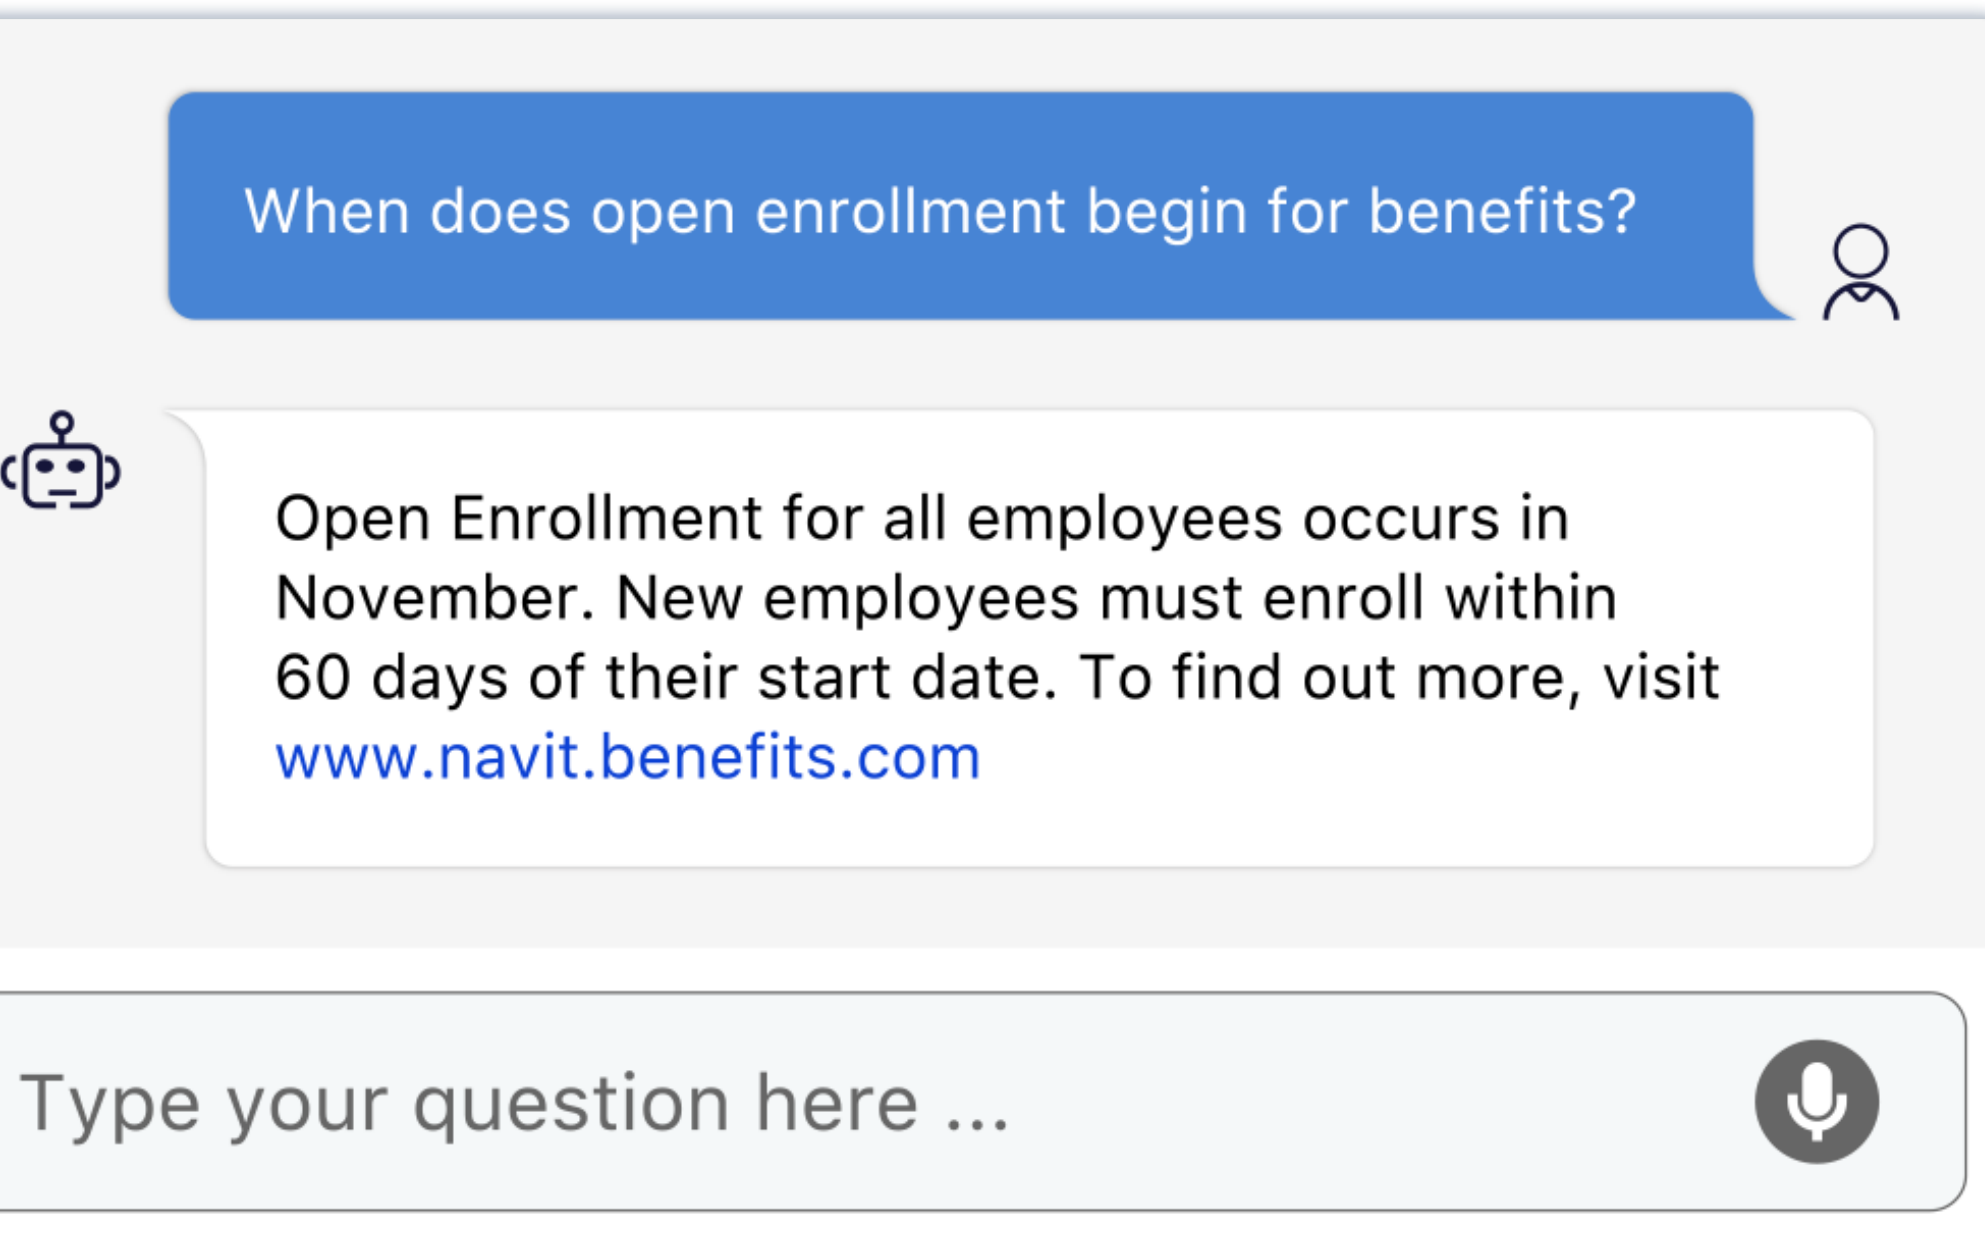 When does open enrollment begin for benefits?
Open Enrollment for all employees occurs in
November. New employees must enroll within
60 days of their start date. To find out more, visit
www.navit.benefits.com
Type your question here ...